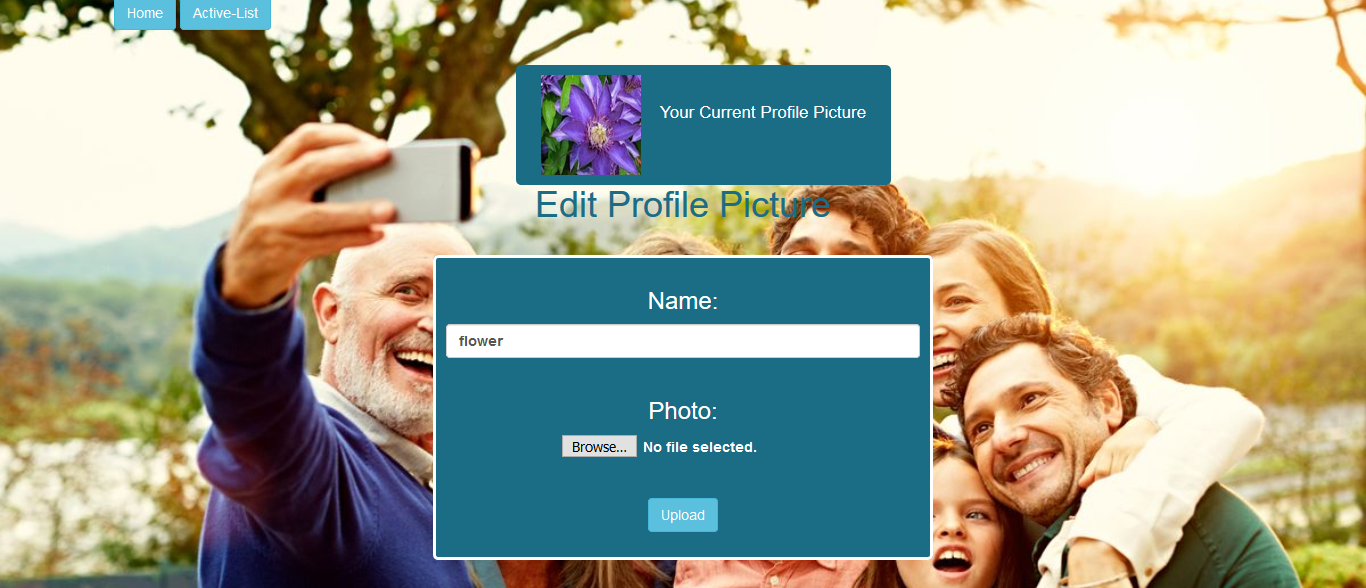 Home Active-List
Your Current Profile Picture
Edit Profile Picture
Name:
flower
Photo:
Browse... No file selected.
Upload